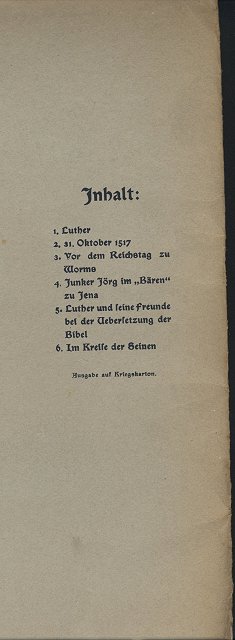 Inhalt:
1. Luther
2. 31. Oktober 1517
3. Vor dem Reichstag zu
Worms
4. Junker Jörg im „Bären“
zu Jena
5. Luther und seine Freunde
bei der Uebersetzung der
Bibel
6. Im Kreise der Seinen
Ausgabe auf Kriegskarton.